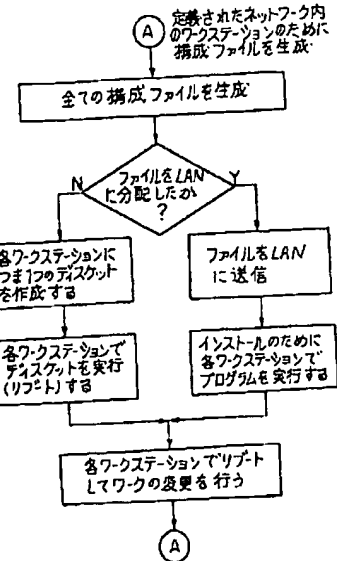 A
定義されたネットワーク内
のワークステーションのために
構成ファイルを生成
全ての構成ファイルを生成
ファイルをLAN
に分配したか
?
N
Y
各ワークステーションに
つま1つのディスケット
を作成する
ファイルをLAN
に送信
各ワークステーションで
ディスケットを実行
(リブート)する
インストールのために
各ワークステーションで
プログラムを実行する
各ワークステーションでリブート
してワークの変更を行う
A